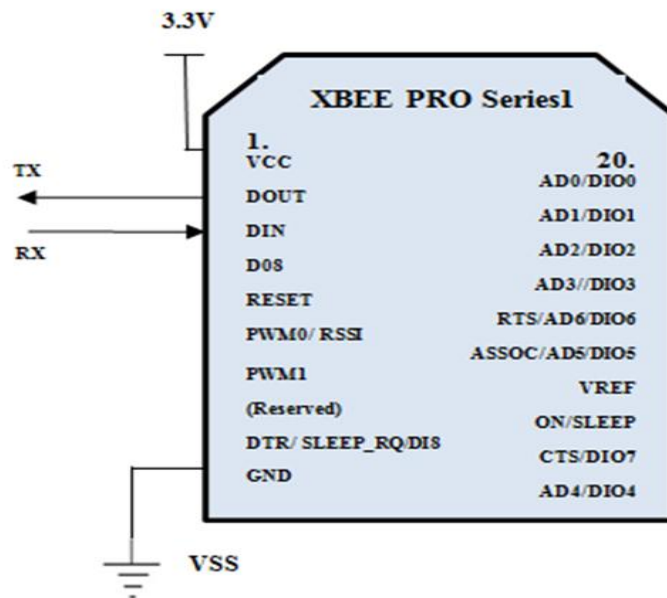 3.3V
XBEE PRO Series1
1.
VCC
TX
DOUT
DIN
RX
D08
RESET
PWM0/ RSSI
PWM1
(Reserved)
DTR/ SLEEP_RQ/DI8
GND
VSS
20.
AD0/DIO0
AD1/DIO1
AD2/DIO2
AD3//DIO3
RTS/AD6/DIO6
ASSOC/AD5/DIO5
VREF
ON/SLEEP
CTS/DIO7
AD4/DIO4